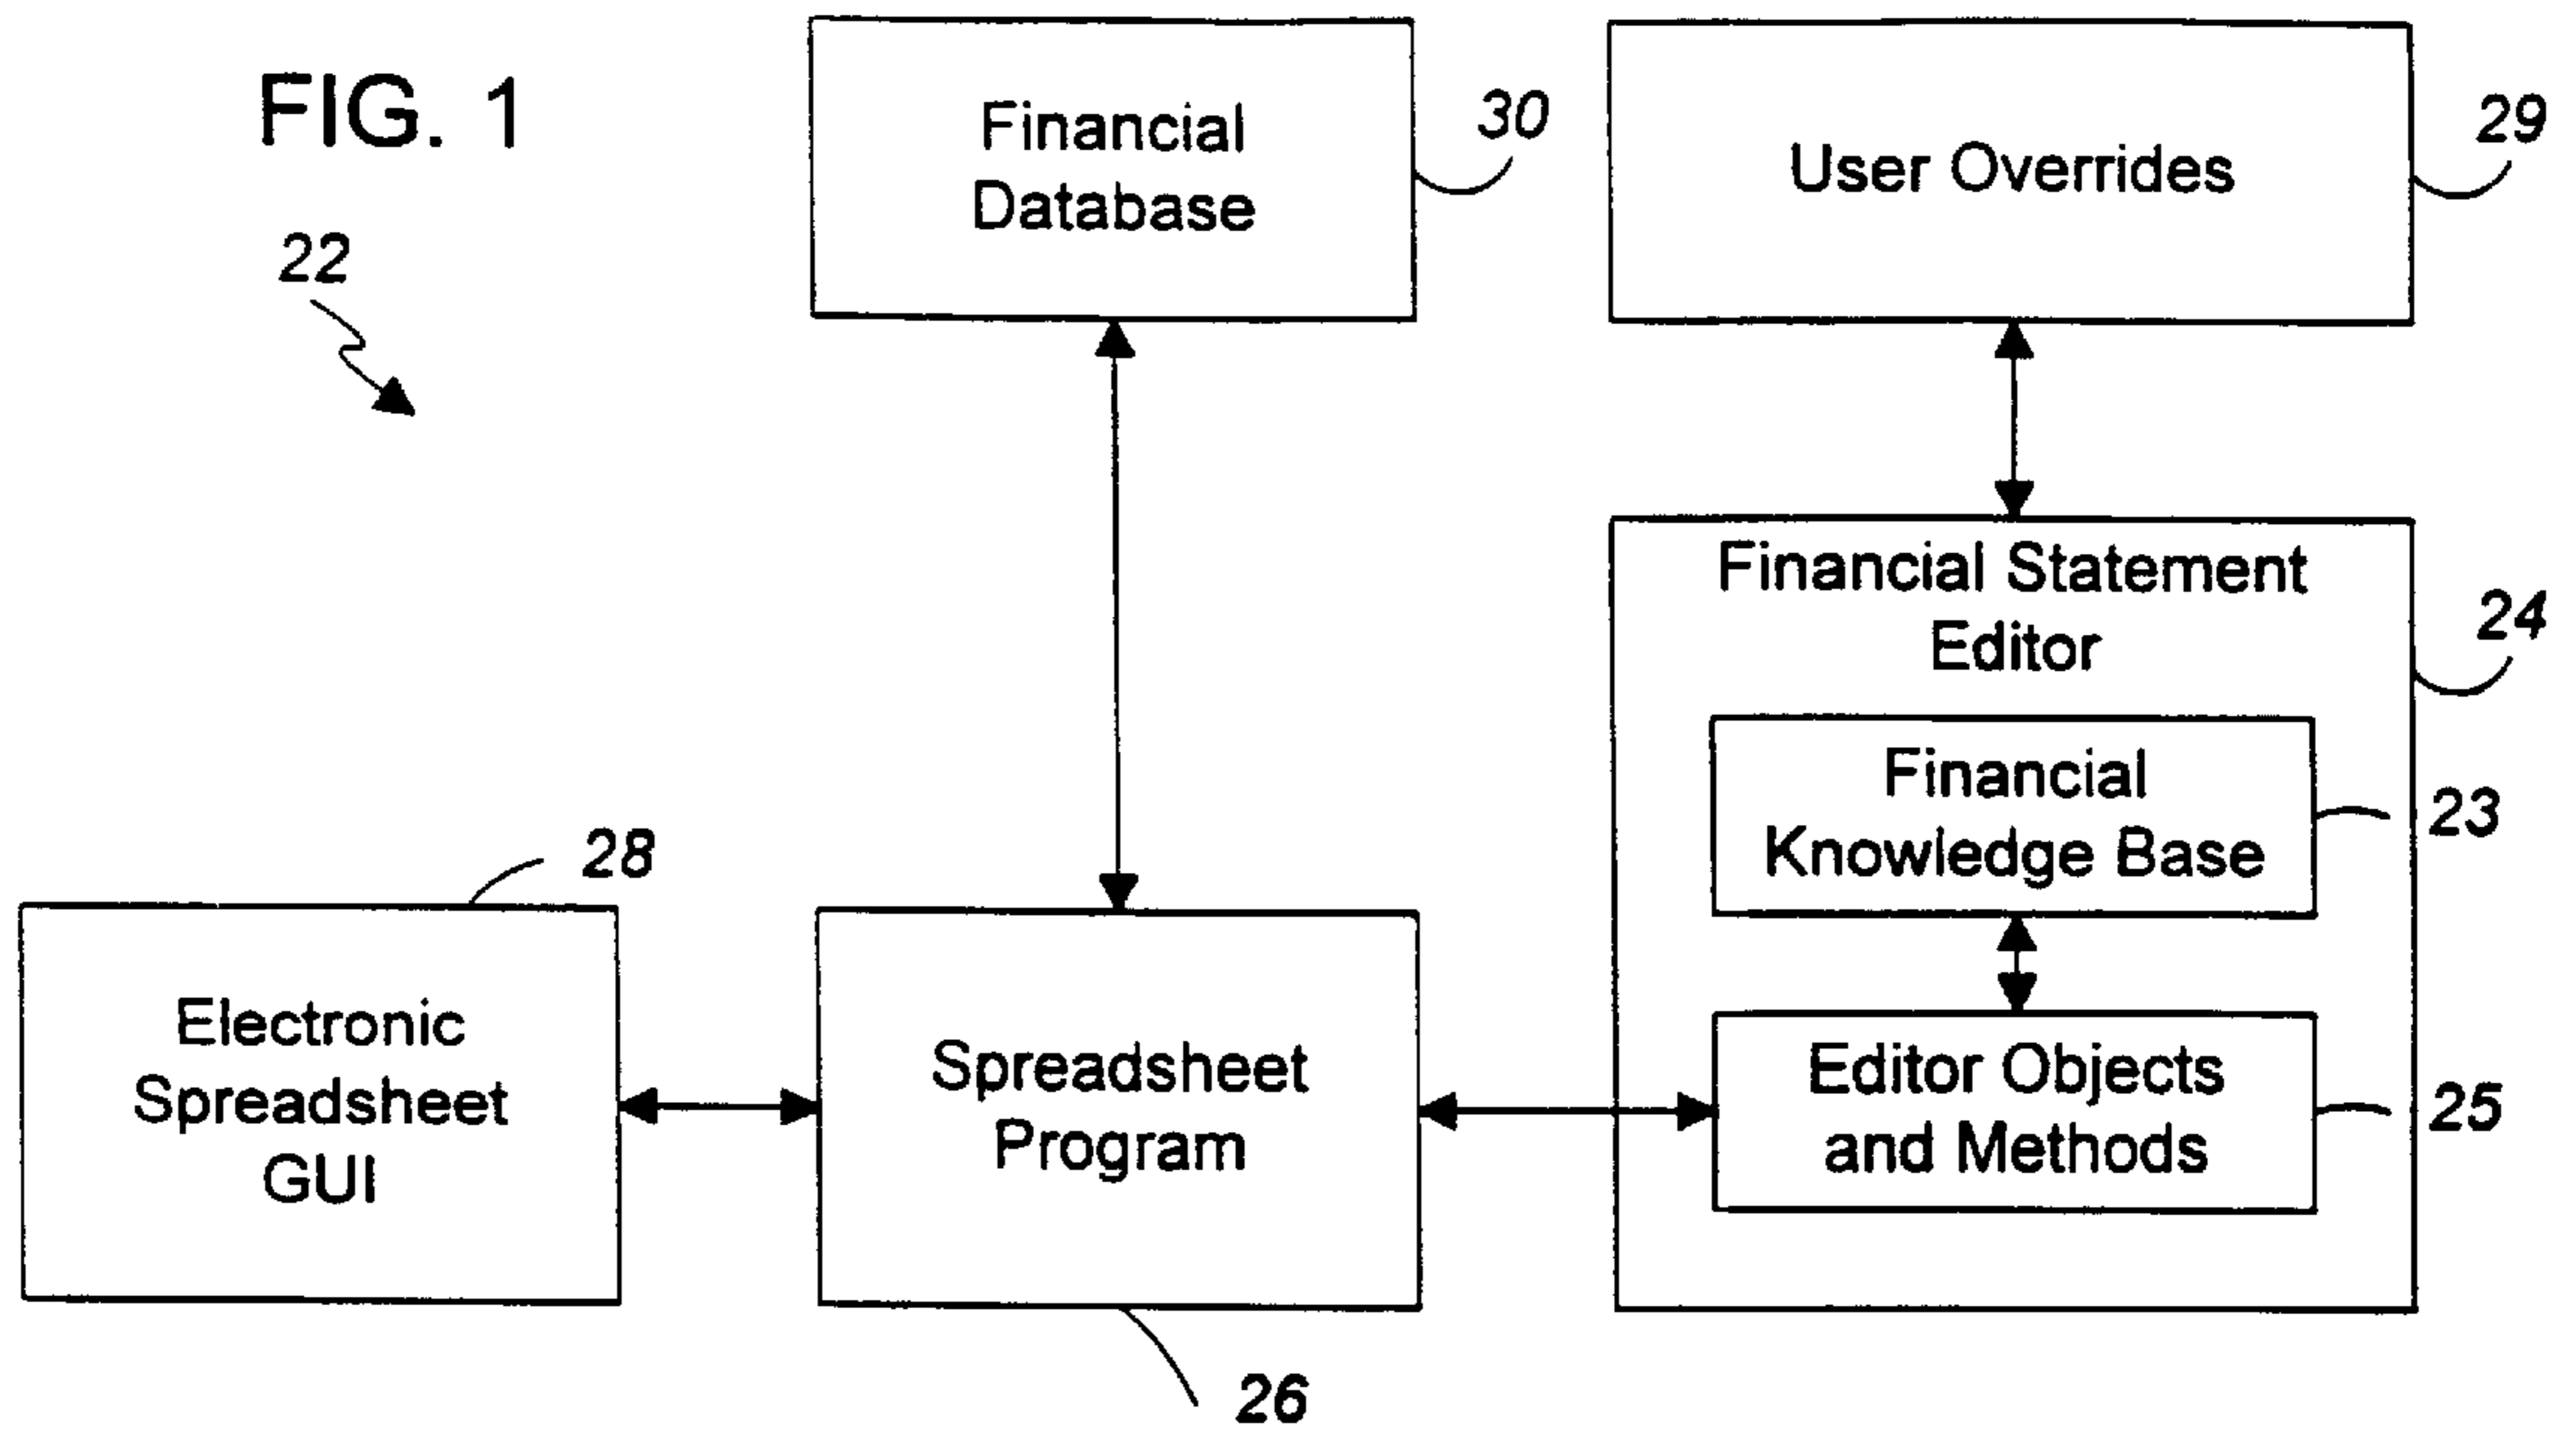 FIG. 1
22
Financial
Database
30
User Overrides
29
Financial Statement
Editor
24
Financial
Knowledge Base
23
Editor Objects
and Methods
25
28
Electronic
Spreadsheet
GUI
Spreadsheet
Program
26